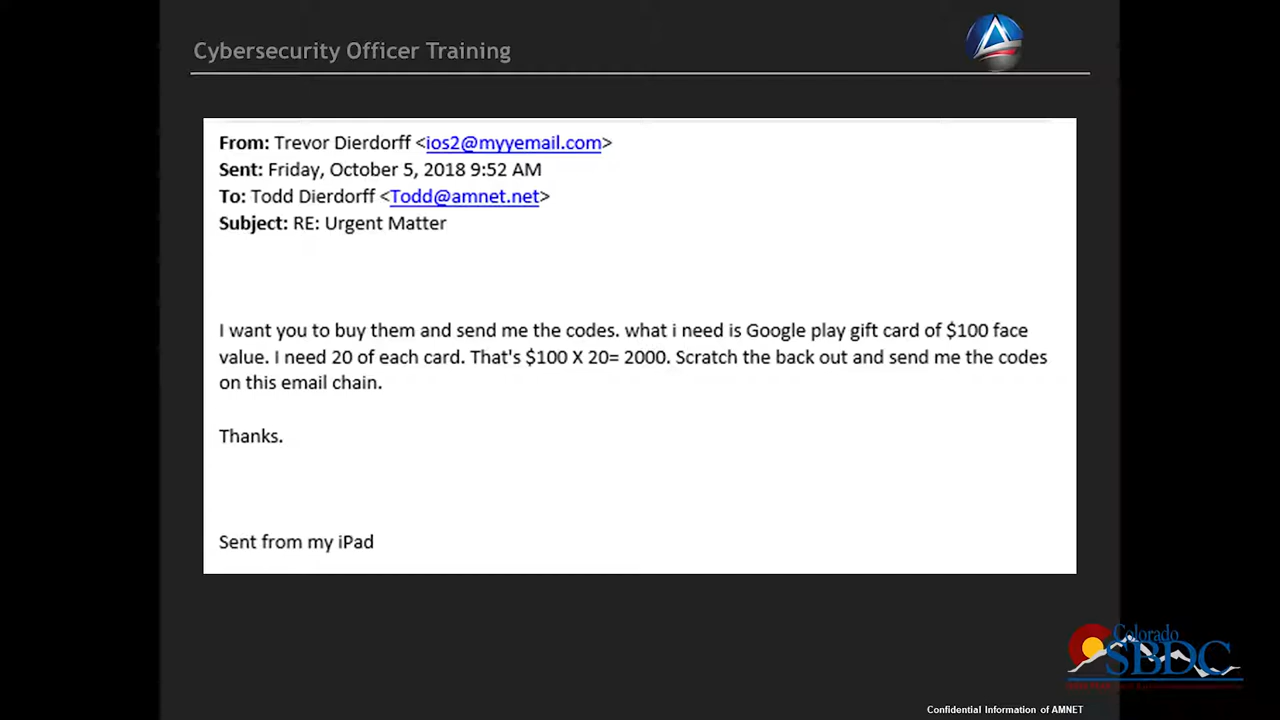 Cybersecurity Officer Training
From: Trevor Dierdorff <ios2@myyemail.com>
Sent: Friday, October 5, 2018 9:52 AM
To: Todd Dierdorff <Todd@amnet.net>
Subject: RE: Urgent Matter
I want you to buy them and send me the codes. what i need is Google play gift card of $100 face
value. I need 20 of each card. That's $100 X 20= 2000. Scratch the back out and send me the codes
on this email chain.
Thanks.
Sent from my iPad
Colorado
SBDC
Confidential Information of AMNET